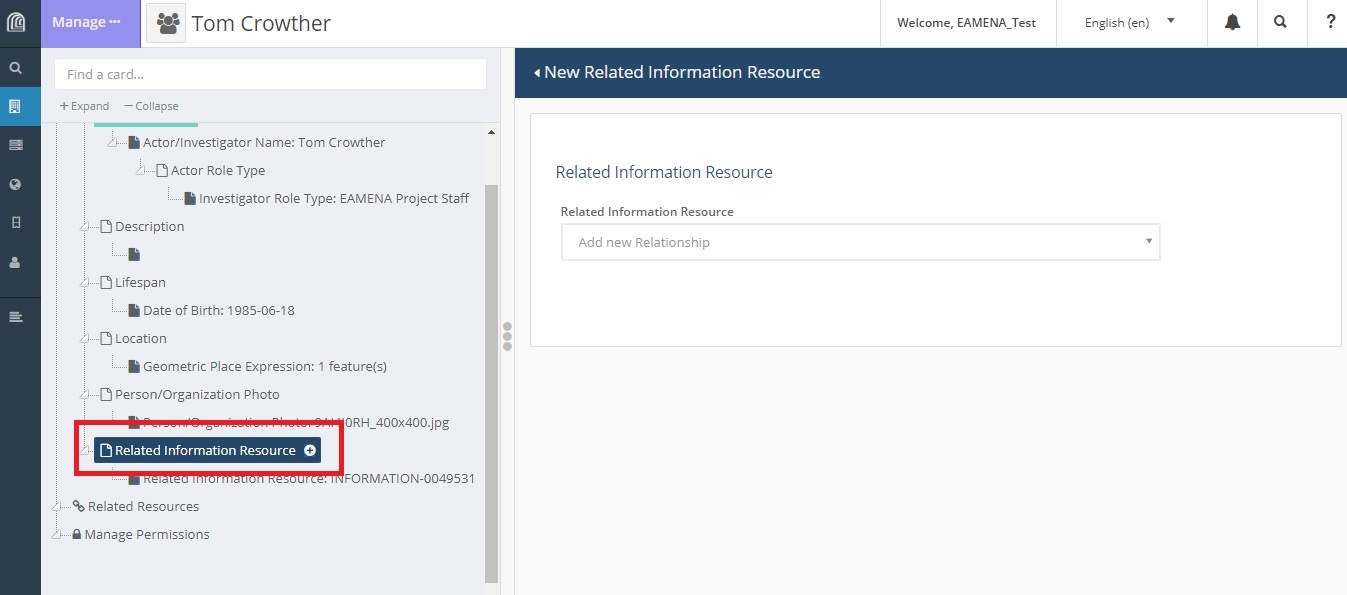 Manage ···
Tom Crowther
Welcome, EAMENA_Test
English (en)
?
Find a card...
+ Expand — Collapse
Actor/Investigator Name: Tom Crowther
Actor Role Type
Investigator Role Type: EAMENA Project Staff
Description
Lifespan
Date of Birth: 1985-06-18
Location
Geometric Place Expression: 1 feature(s)
Person/Organization Photo
Person/Organization Photo: RH_400x400.jpg
Related Information Resource
Related Information Resource: INFORMATION-0049531
Related Resources
Manage Permissions
New Related Information Resource
Related Information Resource
Related Information Resource
Add new Relationship